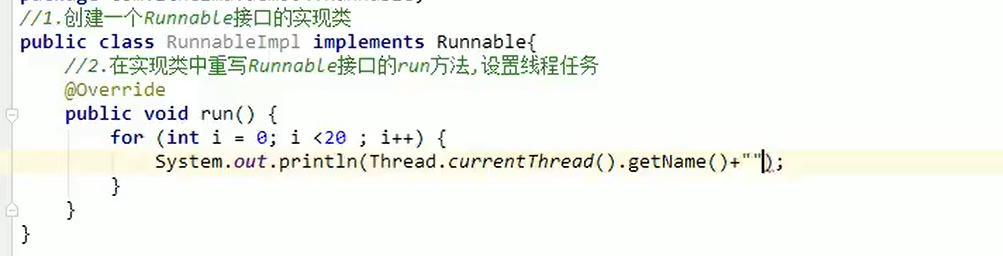 //1.创建一个Runnable接口的实现类
public class RunnableImpl implements Runnable{
//2.在实现类中重写Runnable接口的run方法,设置线程任务
@Override
public void run() {
for (int i = 0; i <20 ; i++) {
System.out.println(Thread.currentThread().getName()+"");
}
}
}